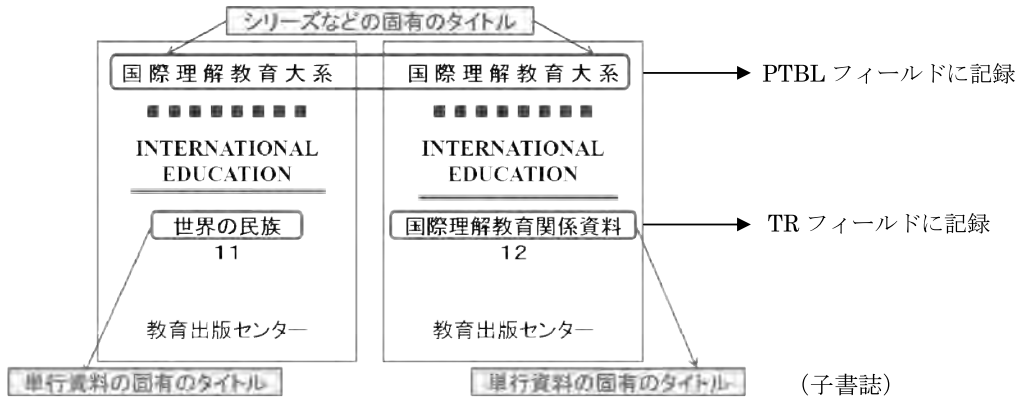 シリーズなどの固有のタイトル
国際理解教育大系
国際理解教育大系
PTBL フィールドに記録
INTERNATIONAL
EDUCATION
INTERNATIONAL
EDUCATION
世界の民族
国際理解教育関係資料
TR フィールドに記録
11
12
教育出版センター
教育出版センター
単行資料の固有のタイトル
単行資料の固有のタイトル
（子書誌）